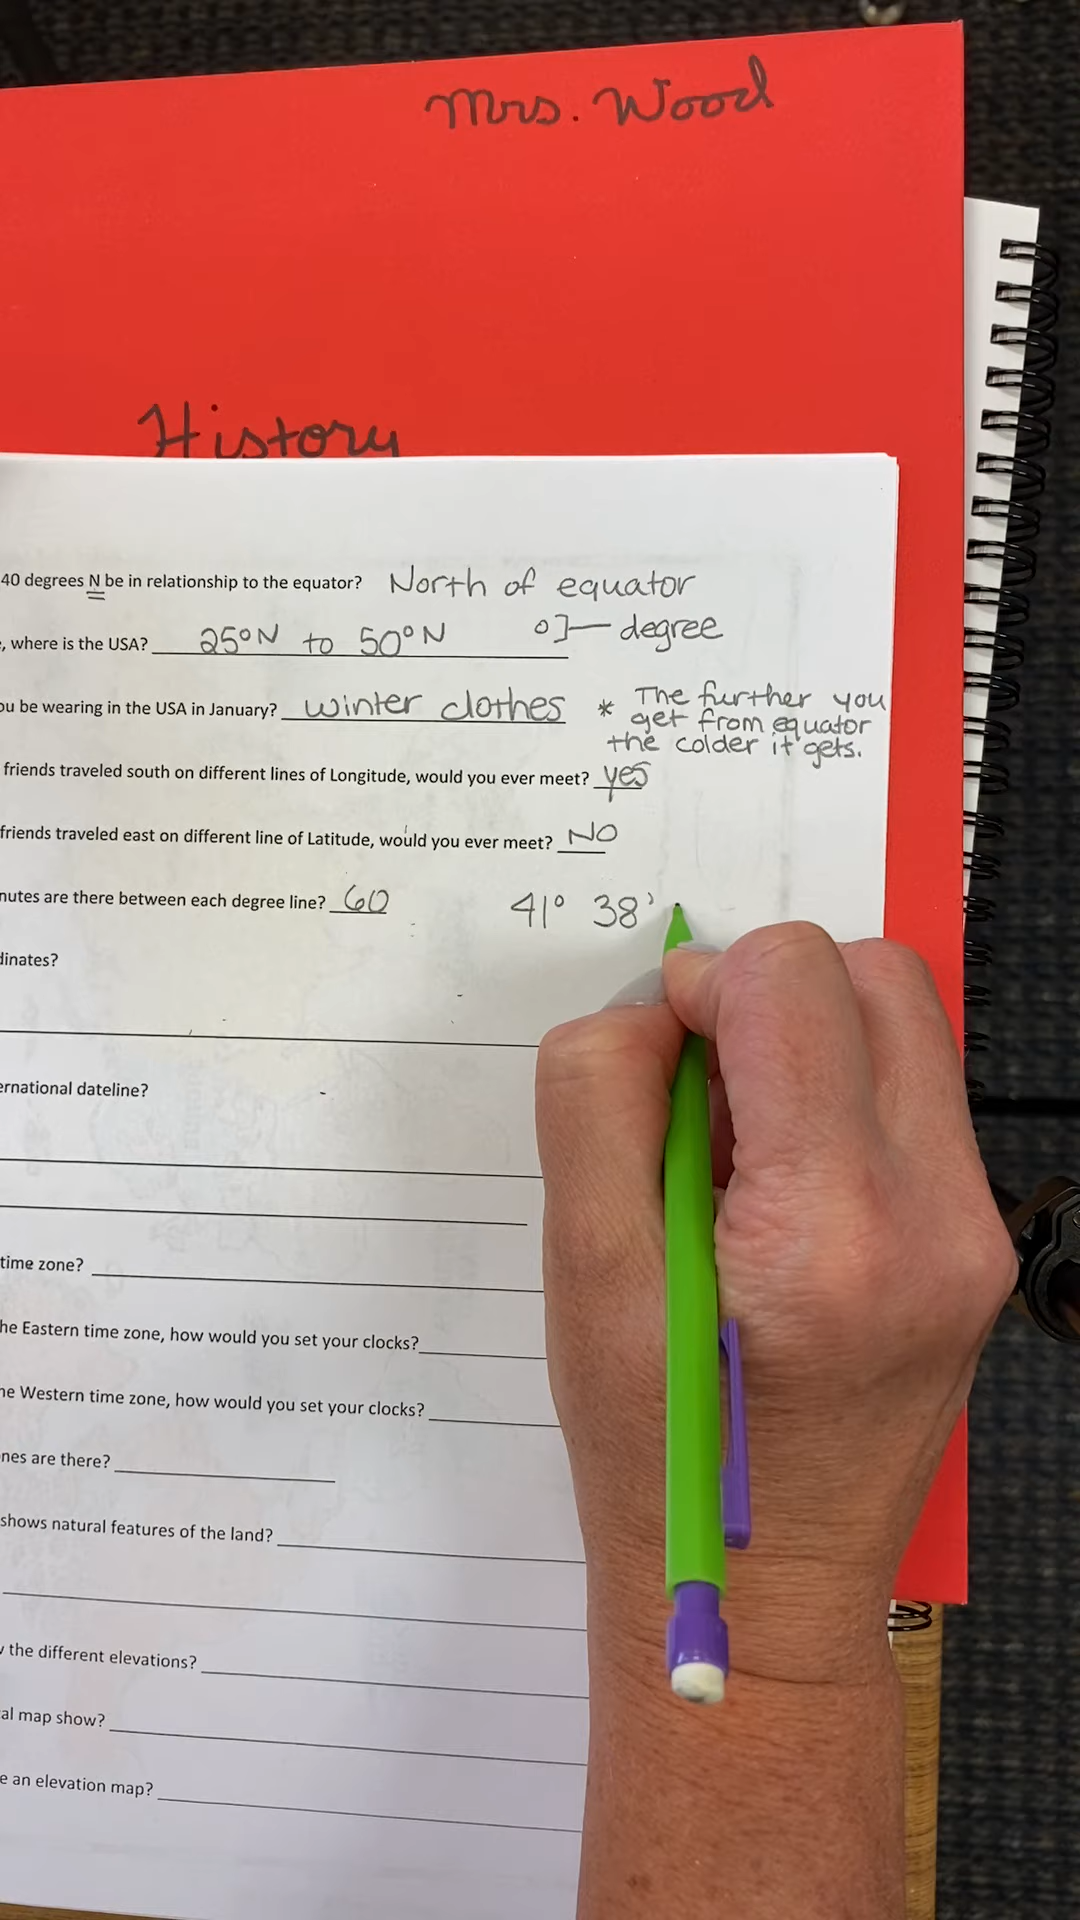 Mrs. Wood
History
40 degrees N be in relationship to the equator? North of equator
, where is the USA? 25°N to 50°N o]— degree
ou be wearing in the USA in January? winter clothes * The further you
get from equator
the colder it gets.
friends traveled south on different lines of Longitude, would you ever meet? yes
friends traveled east on different line of Latitude, would you ever meet? NO
nutes are there between each degree line? 60 41° 38'
dinates?
ernational dateline?
time zone?
he Eastern time zone, how would you set your clocks?
he Western time zone, how would you set your clocks?
nes are there?
shows natural features of the land?
the different elevations?
al map show?
e an elevation map?